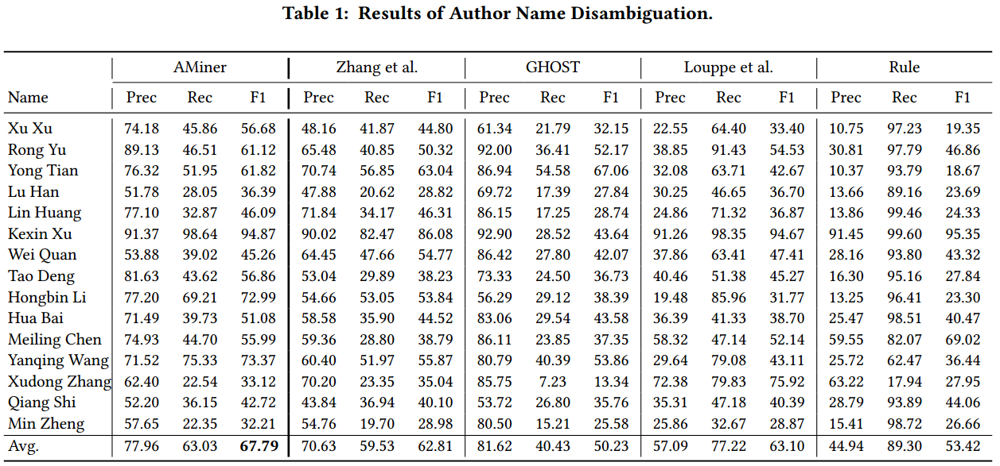 Table 1: Results of Author Name Disambiguation.
AMiner Zhang et al. GHOST Louppe et al. Rule
Name Prec Rec F1 Prec Rec F1 Prec Rec F1 Prec Rec F1 Prec Rec F1
Xu Xu 74.18 45.86 56.68 48.16 41.87 44.80 61.34 21.79 32.15 22.55 64.40 33.40 10.75 97.23 19.35
Rong Yu 89.13 46.51 61.12 65.48 40.85 50.32 92.00 36.41 52.17 38.85 91.43 54.53 30.81 97.79 46.86
Yong Tian 76.32 51.95 61.82 70.74 56.85 63.04 86.94 54.58 67.06 32.08 63.71 42.67 10.37 93.79 18.67
Lu Han 51.78 28.05 36.39 47.88 20.62 28.82 69.72 17.39 27.84 30.25 46.65 36.70 13.66 89.16 23.69
Lin Huang 77.10 32.87 46.09 71.84 34.17 46.31 86.15 17.25 28.74 24.86 71.32 36.87 13.86 99.46 24.33
Kexin Xu 91.37 98.64 94.87 90.02 82.47 86.08 92.90 28.52 43.64 91.26 98.35 94.67 91.45 99.60 95.35
Wei Quan 53.88 39.02 45.26 64.45 47.66 54.77 86.42 27.80 42.07 37.86 63.41 47.41 28.16 93.80 43.32
Tao Deng 81.63 43.62 56.86 53.04 29.89 38.23 73.33 24.50 36.73 40.46 51.38 45.27 16.30 95.16 27.84
Hongbin Li 77.20 69.21 72.99 54.66 53.05 53.84 56.29 29.12 38.39 19.48 85.96 31.77 13.25 96.41 23.30
Hua Bai 71.49 39.73 51.08 58.58 35.90 44.52 83.06 29.54 43.58 36.39 41.33 38.70 25.47 98.51 40.47
Meiling Chen 74.93 44.70 55.99 59.36 28.80 38.79 86.11 23.85 37.35 58.32 47.14 52.14 59.55 82.07 69.02
Yanqing Wang 71.52 75.33 73.37 60.40 51.97 55.87 80.79 40.39 53.86 29.64 79.08 43.11 25.72 62.47 36.44
Xudong Zhang 62.40 22.54 33.12 70.20 23.35 35.04 85.75 7.23 13.34 72.38 79.83 75.92 63.22 17.94 27.95
Qiang Shi 52.20 36.15 42.72 43.84 36.94 40.10 53.72 26.80 35.76 35.31 47.18 40.39 28.79 93.89 44.06
Min Zheng 57.65 22.35 32.21 54.76 19.70 28.98 80.50 15.21 25.58 25.86 32.67 28.87 15.41 98.72 26.66
Avg. 77.96 63.03 67.79 70.63 59.53 62.81 81.62 40.43 50.23 57.09 77.22 63.10 44.94 89.30 53.42